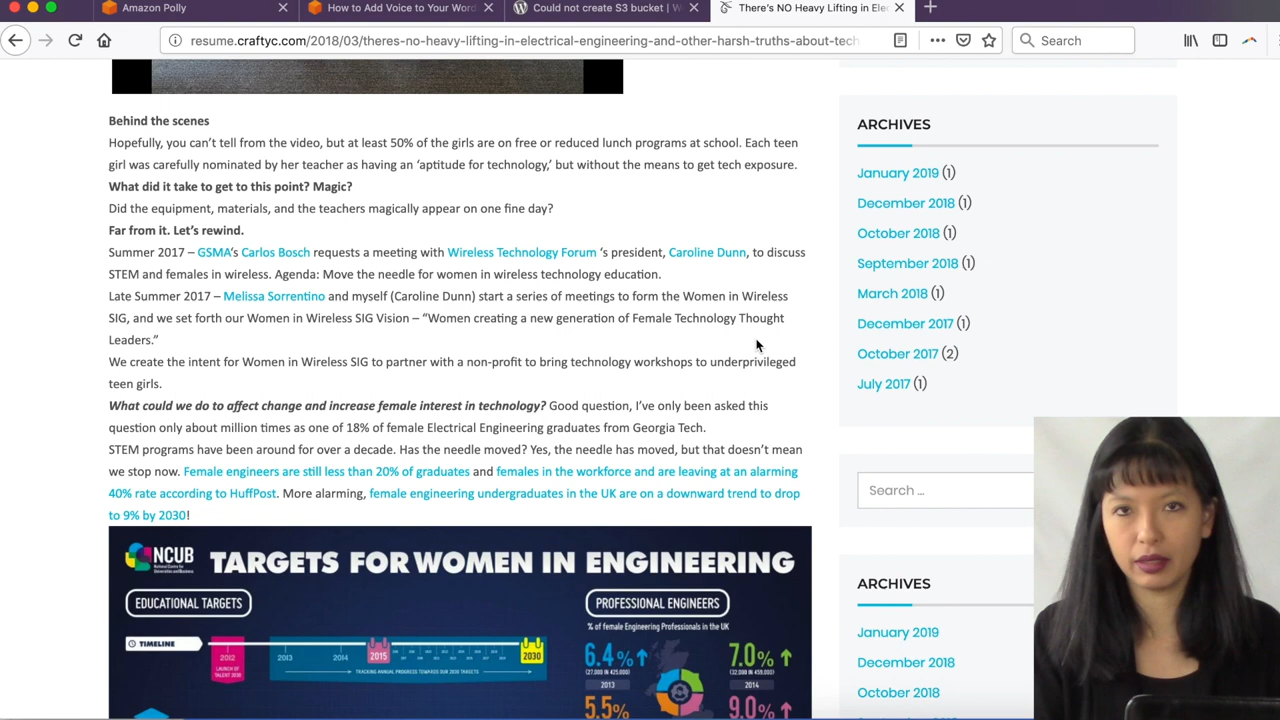 Amazon Polly
How to Add Voice to Your Word
Could not create S3 bucket | W
There's NO Heavy Lifting in Elec
resume.craftyc.com/2018/03/theres-no-heavy-lifting-in-electrical-engineering-and-other-harsh-truths-about-tech
Search
Behind the scenes
Hopefully, you can't tell from the video, but at least 50% of the girls are on free or reduced lunch programs at school. Each teen
girl was carefully nominated by her teacher as having an 'aptitude for technology,' but without the means to get tech exposure.
What did it take to get to this point? Magic?
Did the equipment, materials, and the teachers magically appear on one fine day?
Far from it. Let's rewind.
Summer 2017 – GSMA's Carlos Bosch requests a meeting with Wireless Technology Forum 's president, Caroline Dunn, to discuss
STEM and females in wireless. Agenda: Move the needle for women in wireless technology education.
Late Summer 2017 – Melissa Sorrentino and myself (Caroline Dunn) start a series of meetings to form the Women in Wireless
SIG, and we set forth our Women in Wireless SIG Vision – “Women creating a new generation of Female Technology Thought
Leaders.”
We create the intent for Women in Wireless SIG to partner with a non-profit to bring technology workshops to underprivileged
teen girls.
What could we do to affect change and increase female interest in technology? Good question, I've only been asked this
question only about million times as one of 18% of female Electrical Engineering graduates from Georgia Tech.
STEM programs have been around for over a decade. Has the needle moved? Yes, the needle has moved, but that doesn't mean
we stop now. Female engineers are still less than 20% of graduates and females in the workforce and are leaving at an alarming
40% rate according to HuffPost. More alarming, female engineering undergraduates in the UK are on a downward trend to drop
to 9% by 2030!
NCUB
National Centre for
Universities and Business
TARGETS FOR WOMEN IN ENGINEERING
EDUCATIONAL TARGETS
TIMELINE
2012
LAUNCH OF
TALENT 2030
2013
2014
2015
2030
TRACKING ANNUAL PROGRESS TOWARDS OUR 2030 TARGETS
PROFESSIONAL ENGINEERS
% of female Engineering Professionals in the UK
6.4%
(27,000 IN 425,000)
2013
5.5%
7.0%
(32,000 IN 459,000)
2014
9.0%
ARCHIVES
January 2019 (1)
December 2018 (1)
October 2018 (1)
September 2018 (1)
March 2018 (1)
December 2017 (1)
October 2017 (2)
July 2017 (1)
Search ...
ARCHIVES
January 2019
December 2018
October 2018